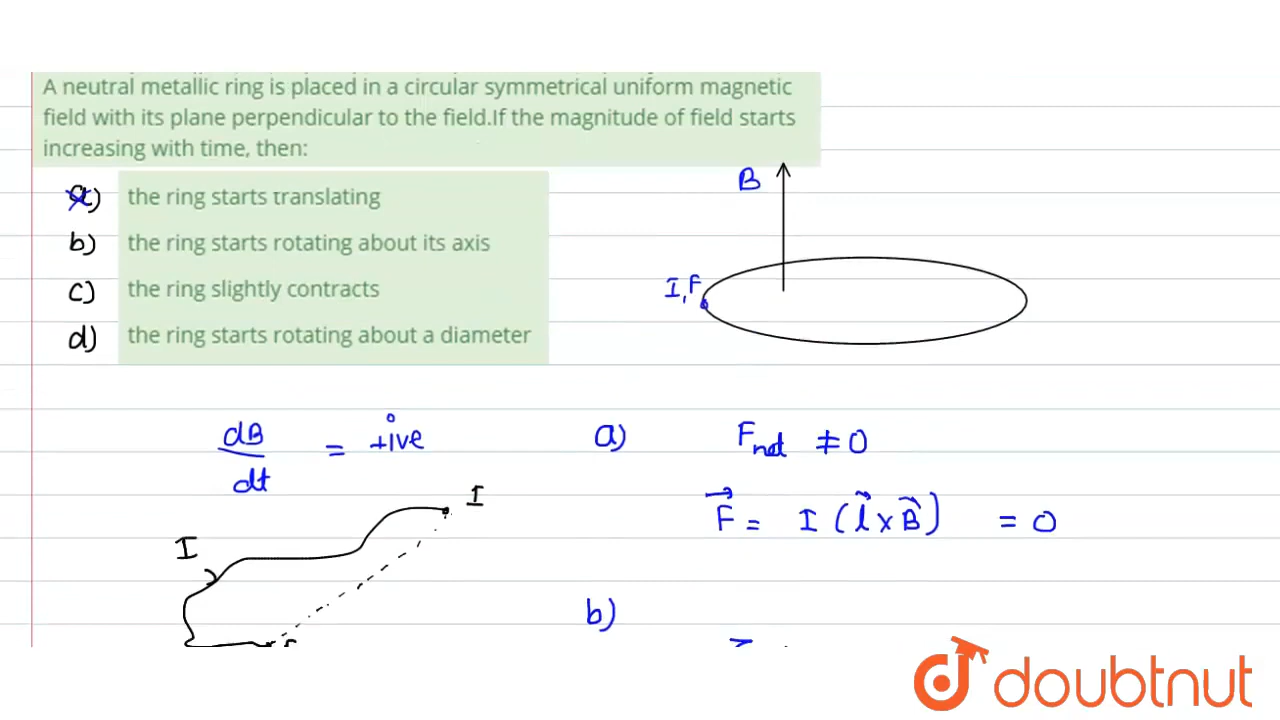 A neutral metallic ring is placed in a circular symmetrical uniform magnetic
field with its plane perpendicular to the field.If the magnitude of field starts
increasing with time, then:
a) the ring starts translating
b) the ring starts rotating about its axis
c) the ring slightly contracts
d) the ring starts rotating about a diameter
B
I, F
dB/dt = +ive
a) F_net ≠ 0
F⃗ = I (l⃗ × B⃗) = 0
I
I
b)
doubtnut